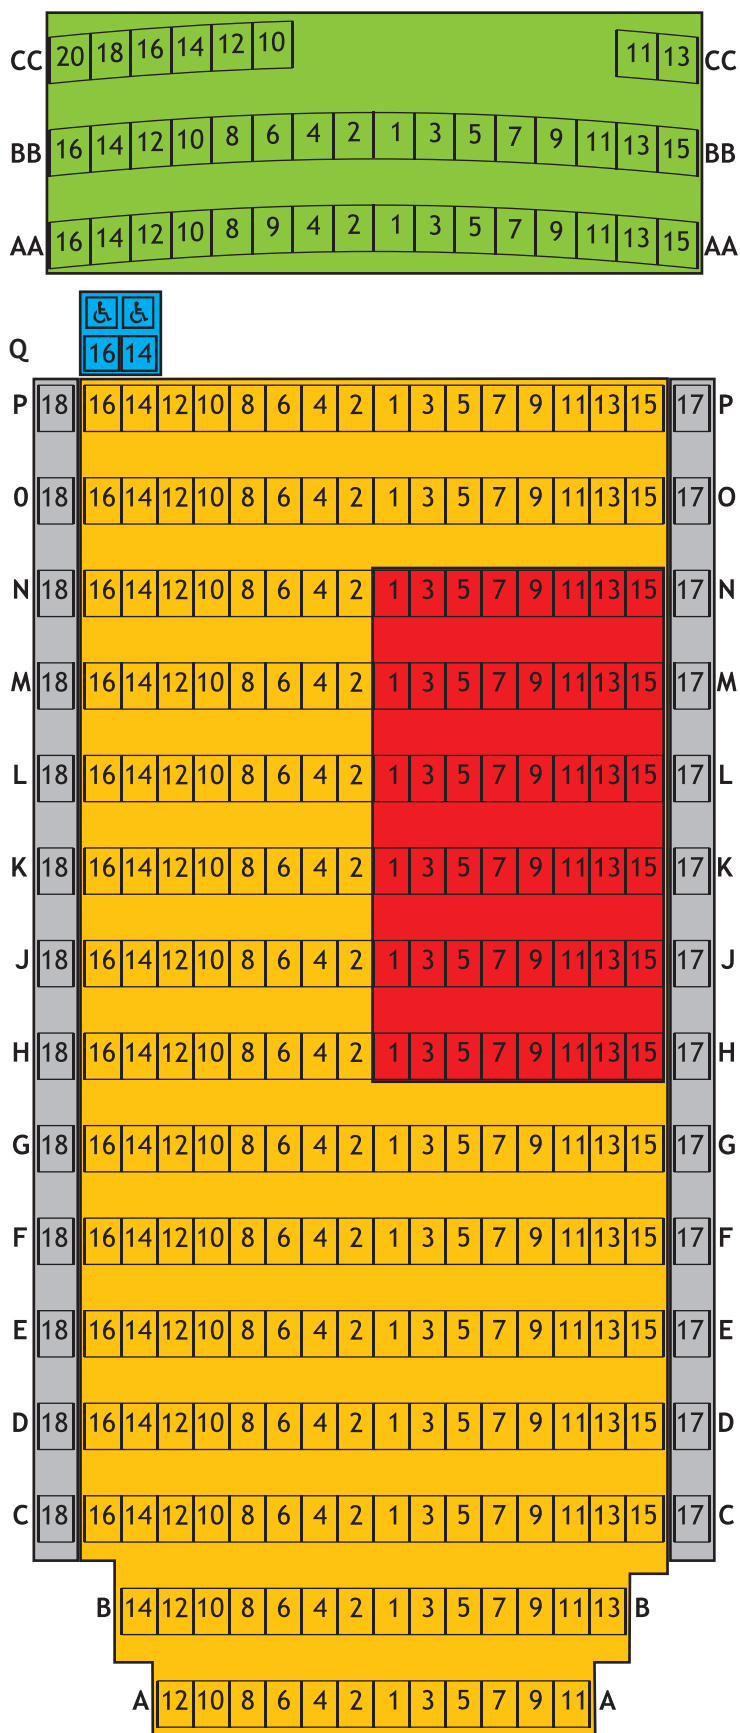 CC 20 18 16 14 12 10 11 13 CC
BB 16 14 12 10 8 6 4 2 1 3 5 7 9 11 13 15 BB
AA 16 14 12 10 8 9 4 2 1 3 5 7 9 11 13 15 AA
Q 16 14
P 18 16 14 12 10 8 6 4 2 1 3 5 7 9 11 13 15 17 P
0 18 16 14 12 10 8 6 4 2 1 3 5 7 9 11 13 15 17 O
N 18 16 14 12 10 8 6 4 2 1 3 5 7 9 11 13 15 17 N
M 18 16 14 12 10 8 6 4 2 1 3 5 7 9 11 13 15 17 M
L 18 16 14 12 10 8 6 4 2 1 3 5 7 9 11 13 15 17 L
K 18 16 14 12 10 8 6 4 2 1 3 5 7 9 11 13 15 17 K
J 18 16 14 12 10 8 6 4 2 1 3 5 7 9 11 13 15 17 J
H 18 16 14 12 10 8 6 4 2 1 3 5 7 9 11 13 15 17 H
G 18 16 14 12 10 8 6 4 2 1 3 5 7 9 11 13 15 17 G
F 18 16 14 12 10 8 6 4 2 1 3 5 7 9 11 13 15 17 F
E 18 16 14 12 10 8 6 4 2 1 3 5 7 9 11 13 15 17 E
D 18 16 14 12 10 8 6 4 2 1 3 5 7 9 11 13 15 17 D
C 18 16 14 12 10 8 6 4 2 1 3 5 7 9 11 13 15 17 C
B 14 12 10 8 6 4 2 1 3 5 7 9 11 13 B
A 12 10 8 6 4 2 1 3 5 7 9 11 A